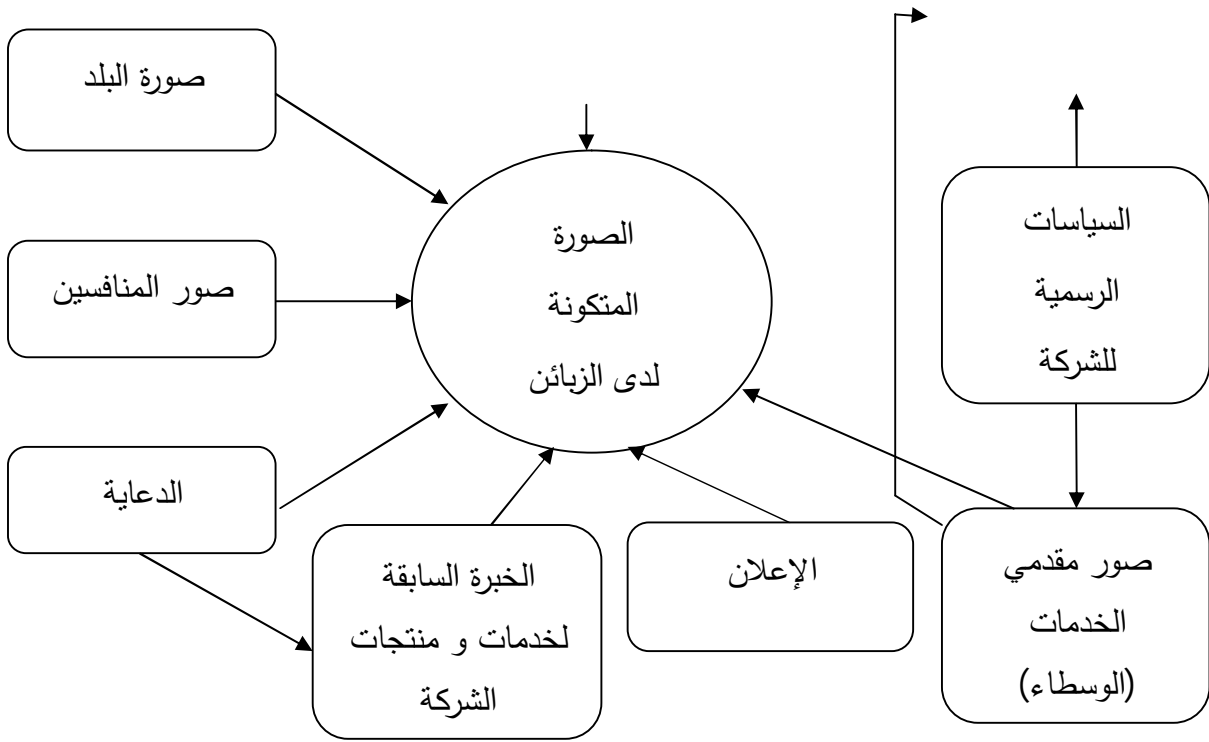 صورة البلد
السياسات
الرسمية
للشركة
الصورة
المتكونة
لدى الزبائن
صور المنافسين
الدعاية
صور مقدمي
الخدمات
(الوسطاء)
الإعلان
الخبرة السابقة
لخدمات و منتجات
الشركة